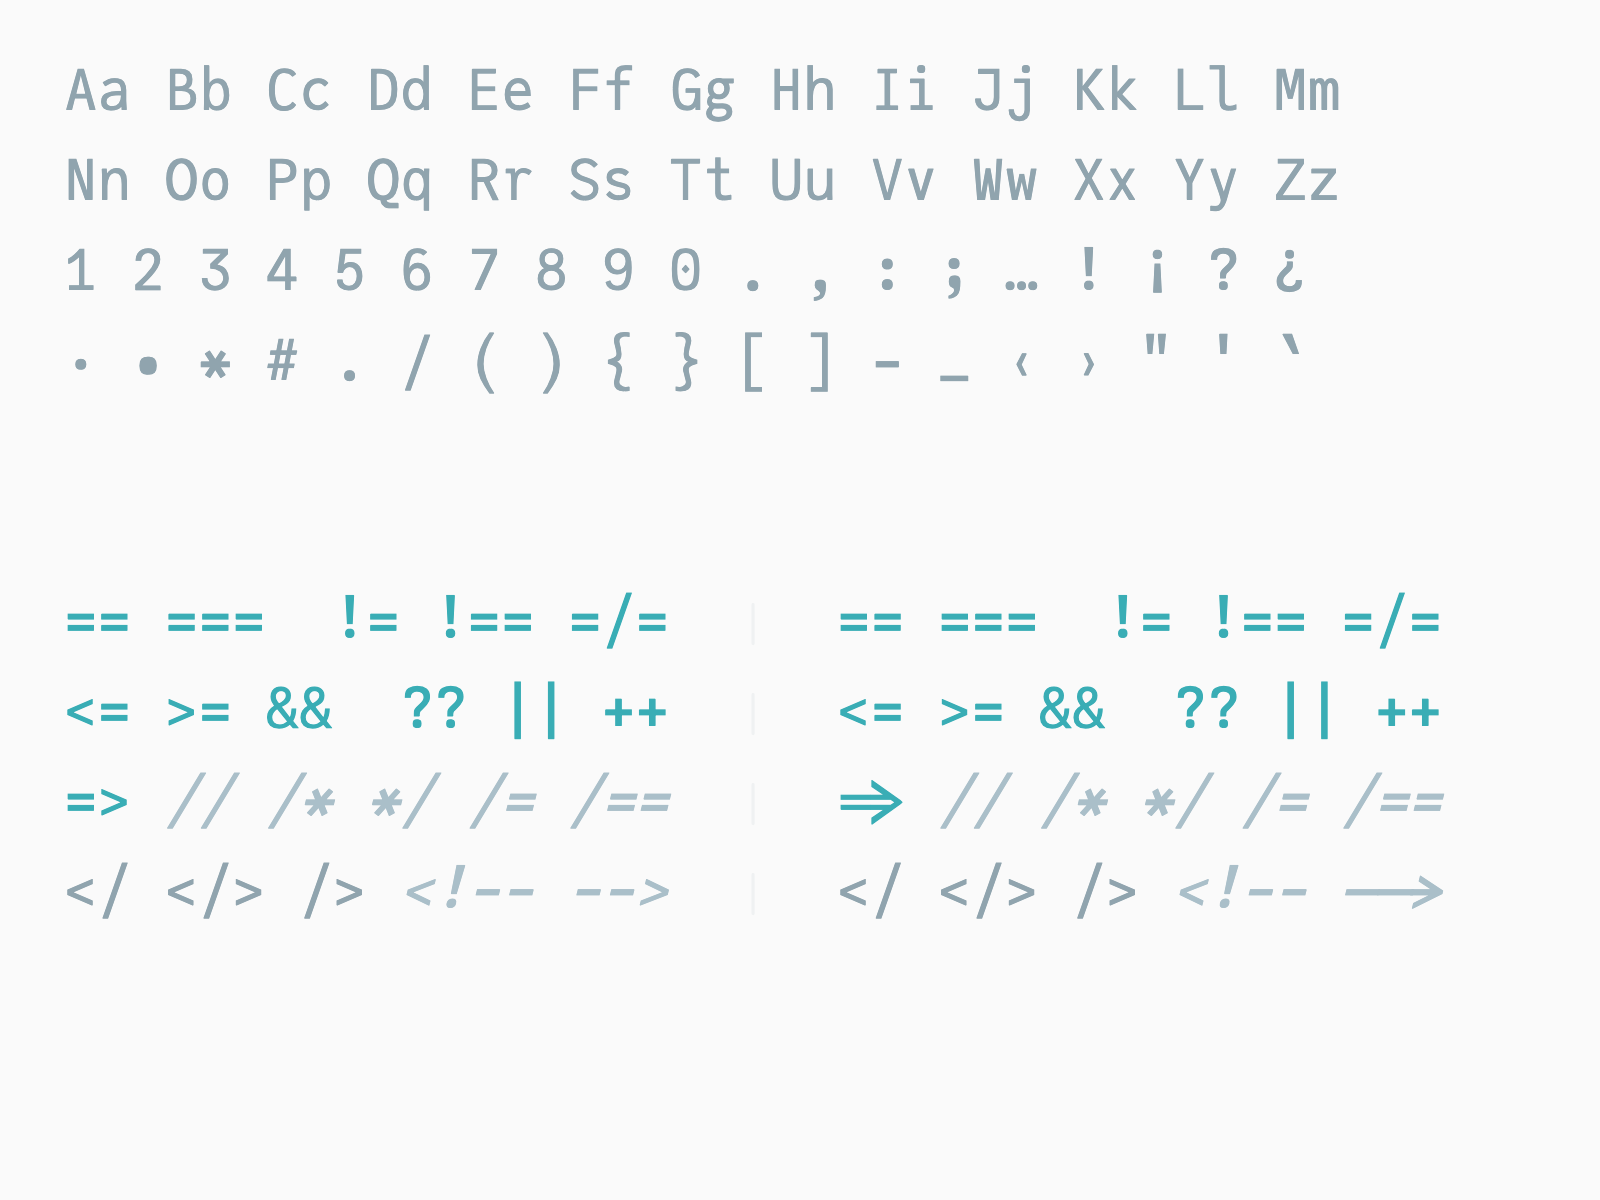 Aa Bb Cc Dd Ee Ff Gg Hh Ii Jj Kk Ll Mm
Nn Oo Pp Qq Rr Ss Tt Uu Vv Ww Xx Yy Zz
1 2 3 4 5 6 7 8 9 0 . , : ; … ! ¡ ? ¿
· • * # . / ( ) { } [ ] - _ ‹ › " ' `
== ===  != !== =/= | == ===  != !== =/=
<= >= &&  ?? || ++ | <= >= &&  ?? || ++
=> // /* */ /= /== | ⇒ // /* */ /= /==
</ </> /> <!-- --> | </ </> /> <!-- ⟶